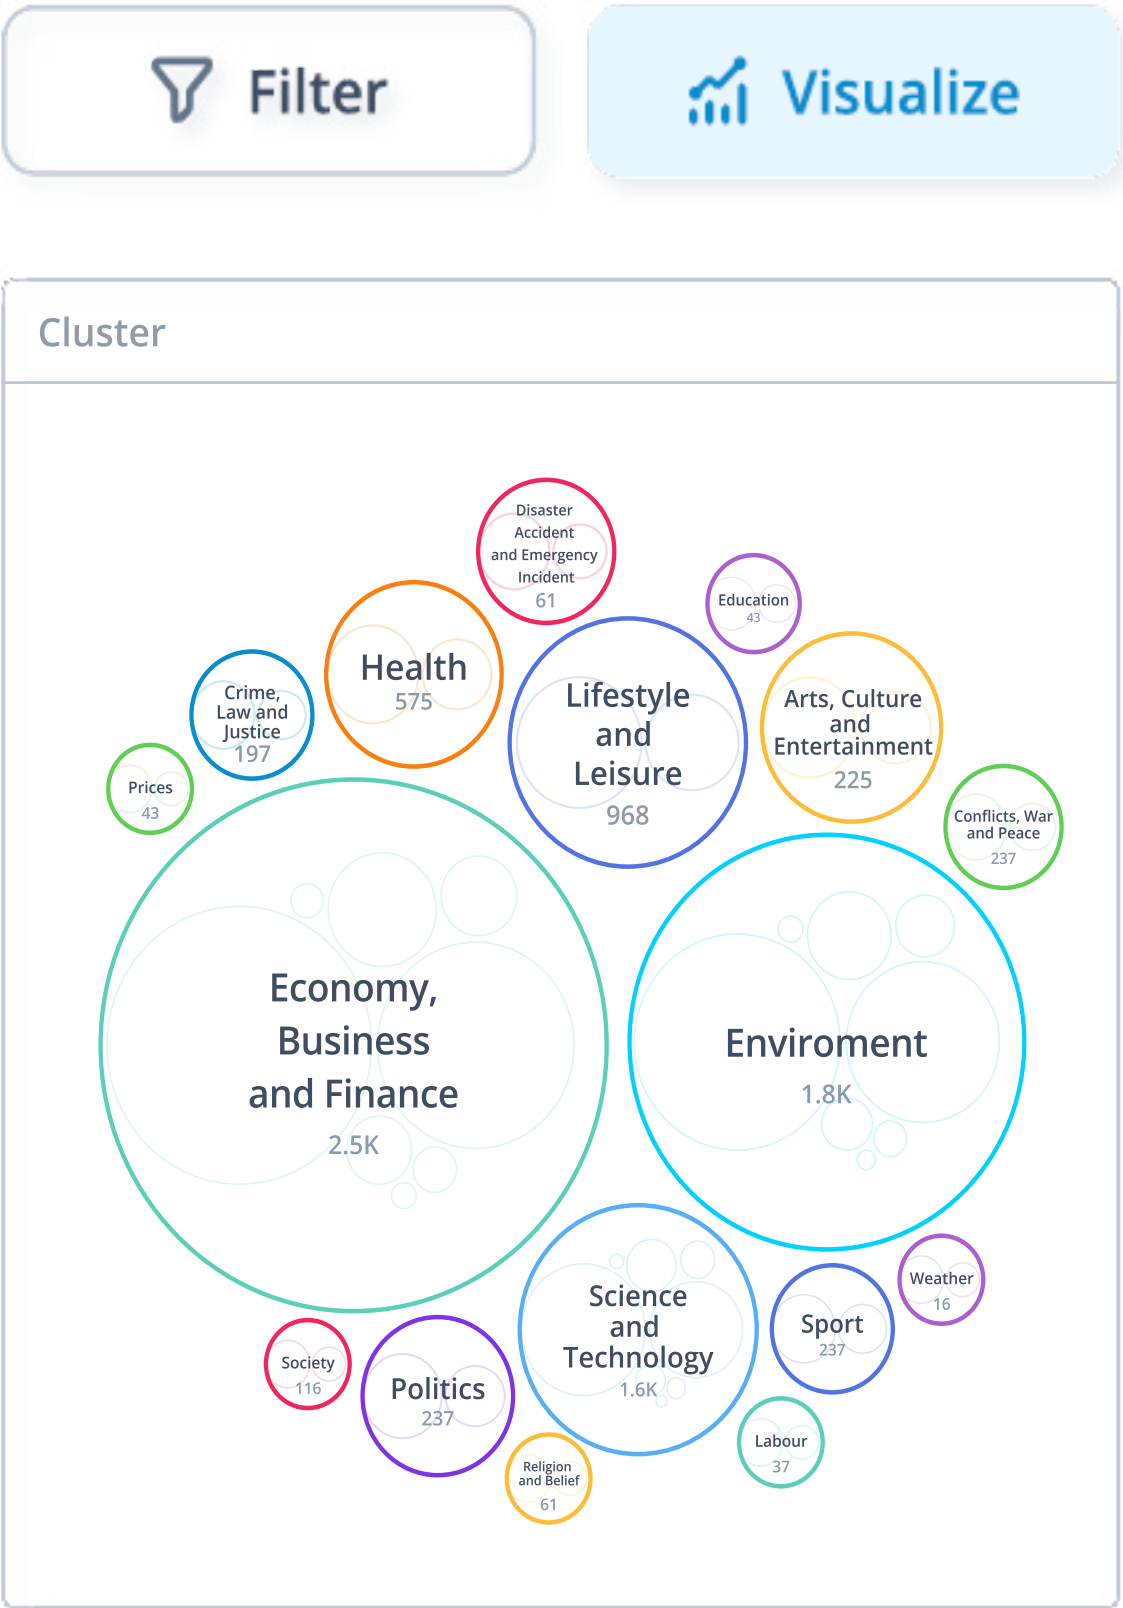 Filter
Visualize
Cluster
Disaster
Accident
and Emergency
Incident
61
Education
43
Health
575
Lifestyle
and
Leisure
968
Arts, Culture
and
Entertainment
225
Crime,
Law and
Justice
197
Prices
43
Conflicts, War
and Peace
237
Economy,
Business
and Finance
2.5K
Enviroment
1.8K
Science
and
Technology
1.6K
Weather
16
Sport
237
Society
116
Politics
237
Labour
37
Religion
and Belief
61